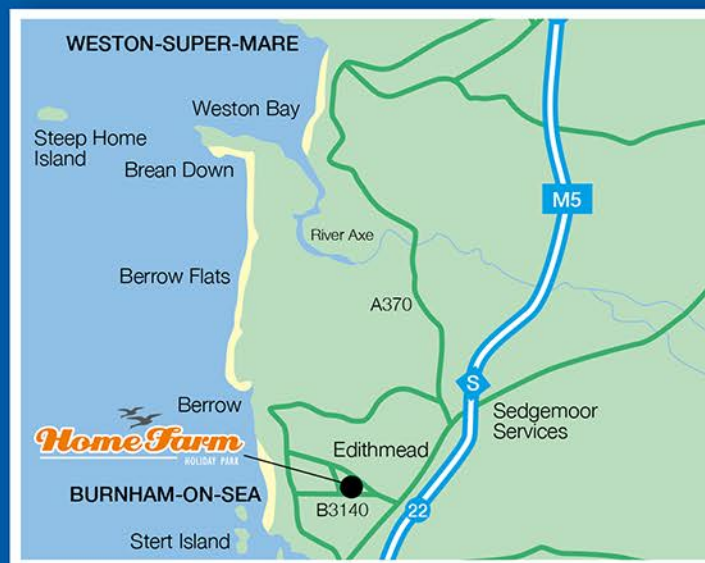 WESTON-SUPER-MARE
Weston Bay
Steep Home
Island
Brean Down
M5
River Axe
Berrow Flats
A370
S
Berrow
Sedgemoor
Services
Home Farm
HOLIDAY PARK
Edithmead
BURNHAM-ON-SEA
B3140
22
Stert Island